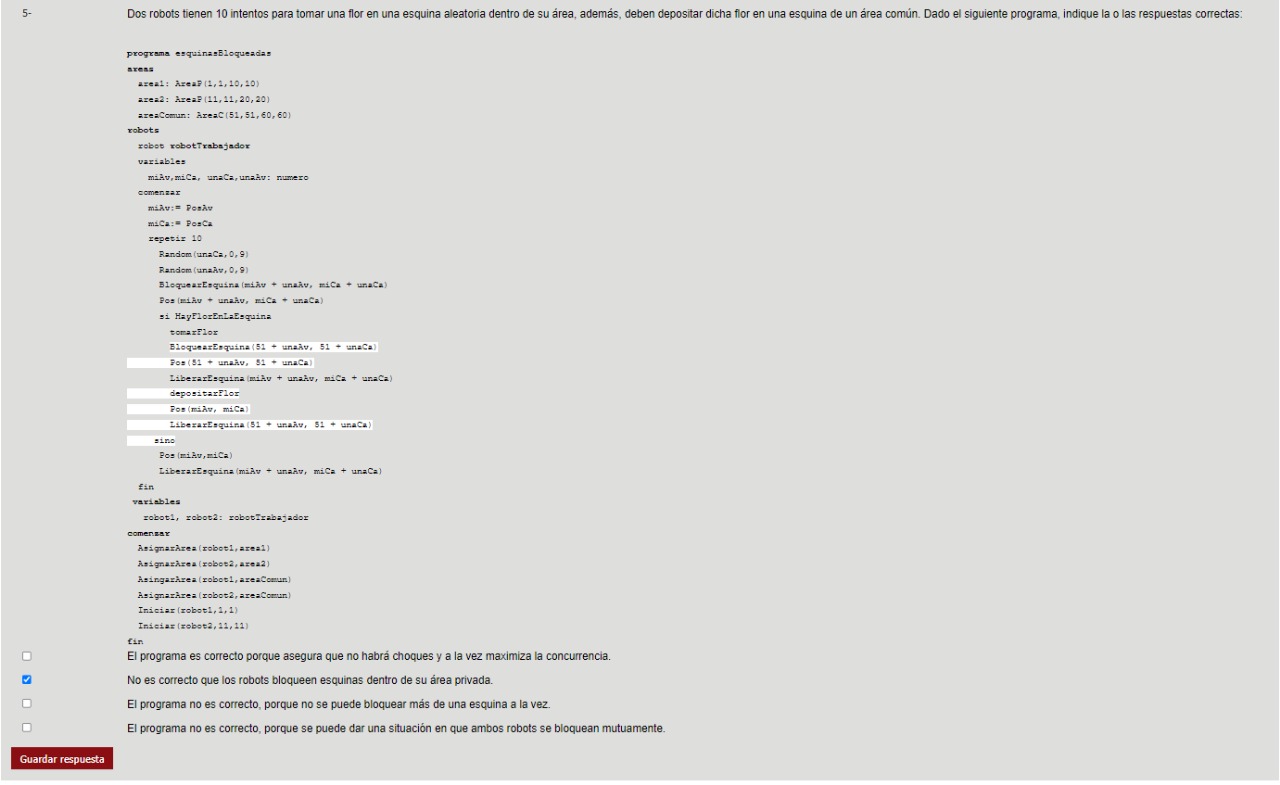 5-
Dos robots tienen 10 intentos para tomar una flor en una esquina aleatoria dentro de su área, además, deben depositar dicha flor en una esquina de un área común. Dado el siguiente programa, indique la o las respuestas correctas:
programa esquinasBloqueadas
areas
area1: AreaP(1,1,10,10)
area2: AreaP(11,11,20,20)
areaComun: AreaC(51,51,60,60)
robots
robot robotTrabajador
variables
miAv,miCa, unaCa,unaAv: numero
comenzar
miAv:= PosAv
miCa:= PosCa
repetir 10
Random(unaCa,0,9)
Random(unaAv,0,9)
BloquearEsquina(miAv + unaAv, miCa + unaCa)
Pos(miAv + unaAv, miCa + unaCa)
si HayFlorEnLaEsquina
tomarFlor
BloquearEsquina(51 + unaAv, 51 + unaCa)
Pos(51 + unaAv, 51 + unaCa)
LiberarEsquina(miAv + unaAv, miCa + unaCa)
depositarFlor
Pos(miAv, miCa)
LiberarEsquina(51 + unaAv, 51 + unaCa)
sino
Pos(miAv,miCa)
LiberarEsquina(miAv + unaAv, miCa + unaCa)
fin
variables
robot1, robot2: robotTrabajador
comenzar
AsignarArea(robot1,area1)
AsignarArea(robot2,area2)
AsingarArea(robot1,areaComun)
AsignarArea(robot2,areaComun)
Iniciar(robot1,1,1)
Iniciar(robot2,11,11)
fin
El programa es correcto porque asegura que no habrá choques y a la vez maximiza la concurrencia.
No es correcto que los robots bloqueen esquinas dentro de su área privada.
El programa no es correcto, porque no se puede bloquear más de una esquina a la vez.
El programa no es correcto, porque se puede dar una situación en que ambos robots se bloquean mutuamente.
Guardar respuesta